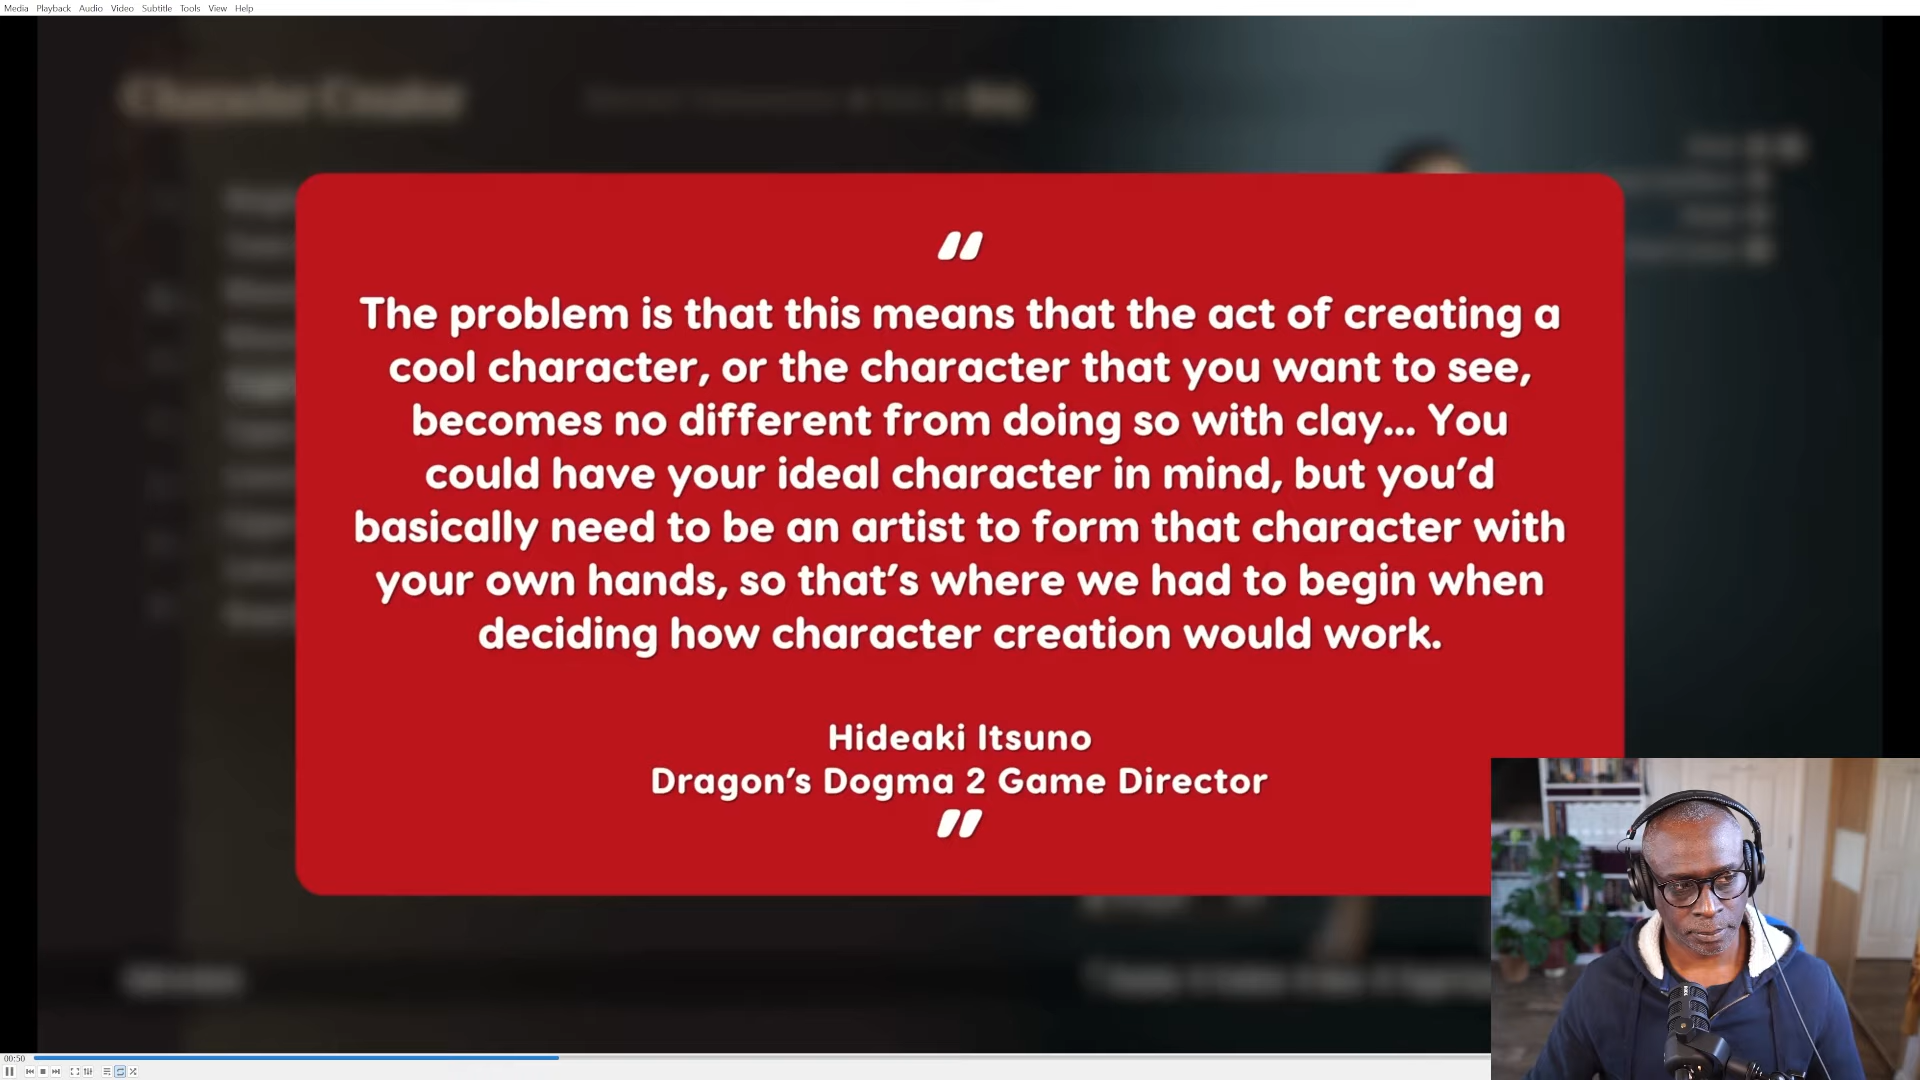 Media Playback Audio Video Subtitle Tools View Help
Character Creator
“
The problem is that this means that the act of creating a
cool character, or the character that you want to see,
becomes no different from doing so with clay... You
could have your ideal character in mind, but you’d
basically need to be an artist to form that character with
your own hands, so that’s where we had to begin when
deciding how character creation would work.
Hideaki Itsuno
Dragon’s Dogma 2 Game Director
”
00:50